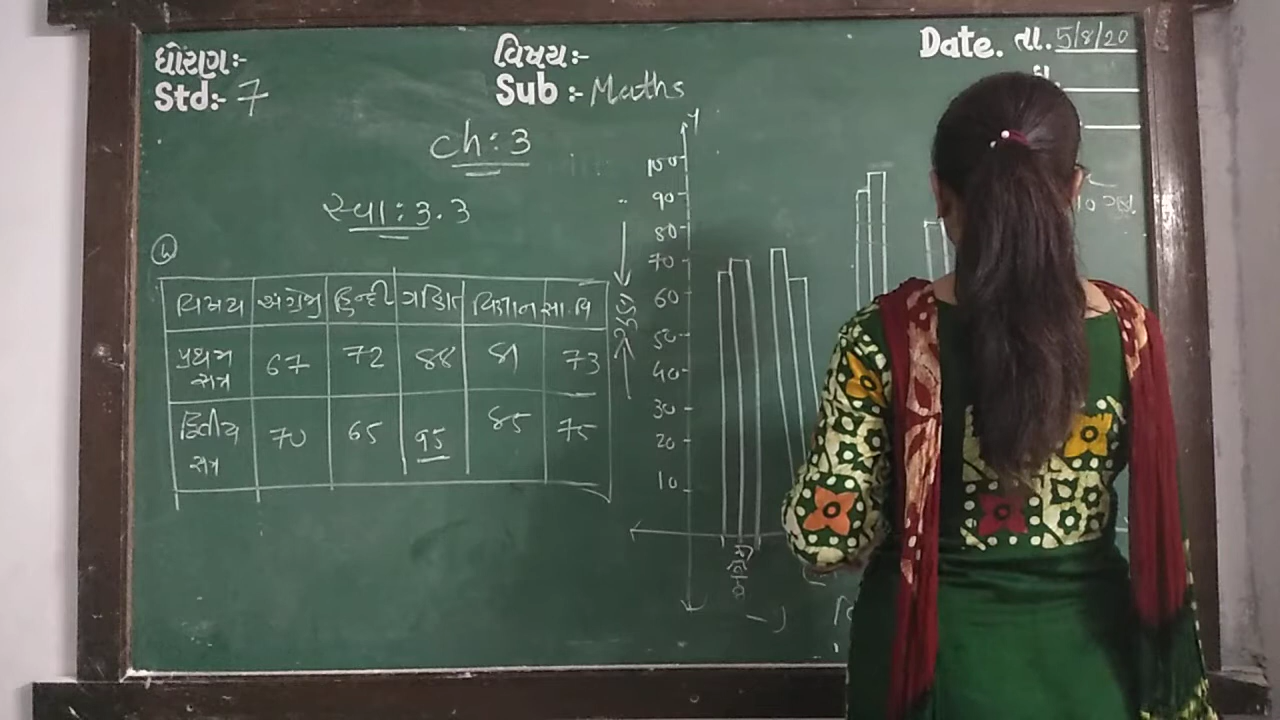 ધોરણ:-
Std:- 7
વિષય:-
Sub :- Maths
Date. તા. 5/8/20
ch: 3
સ્વા: 3.3
વિષય અંગ્રેજી હિન્દી ગણિત વિજ્ઞાન સા.વિ
પ્રથમ સત્ર 67 72 88 81 73
દ્વિતીય સત્ર 70 65 95 85 75
Y
100
90
80
70
60
50
40
30
20
10
ગુણ